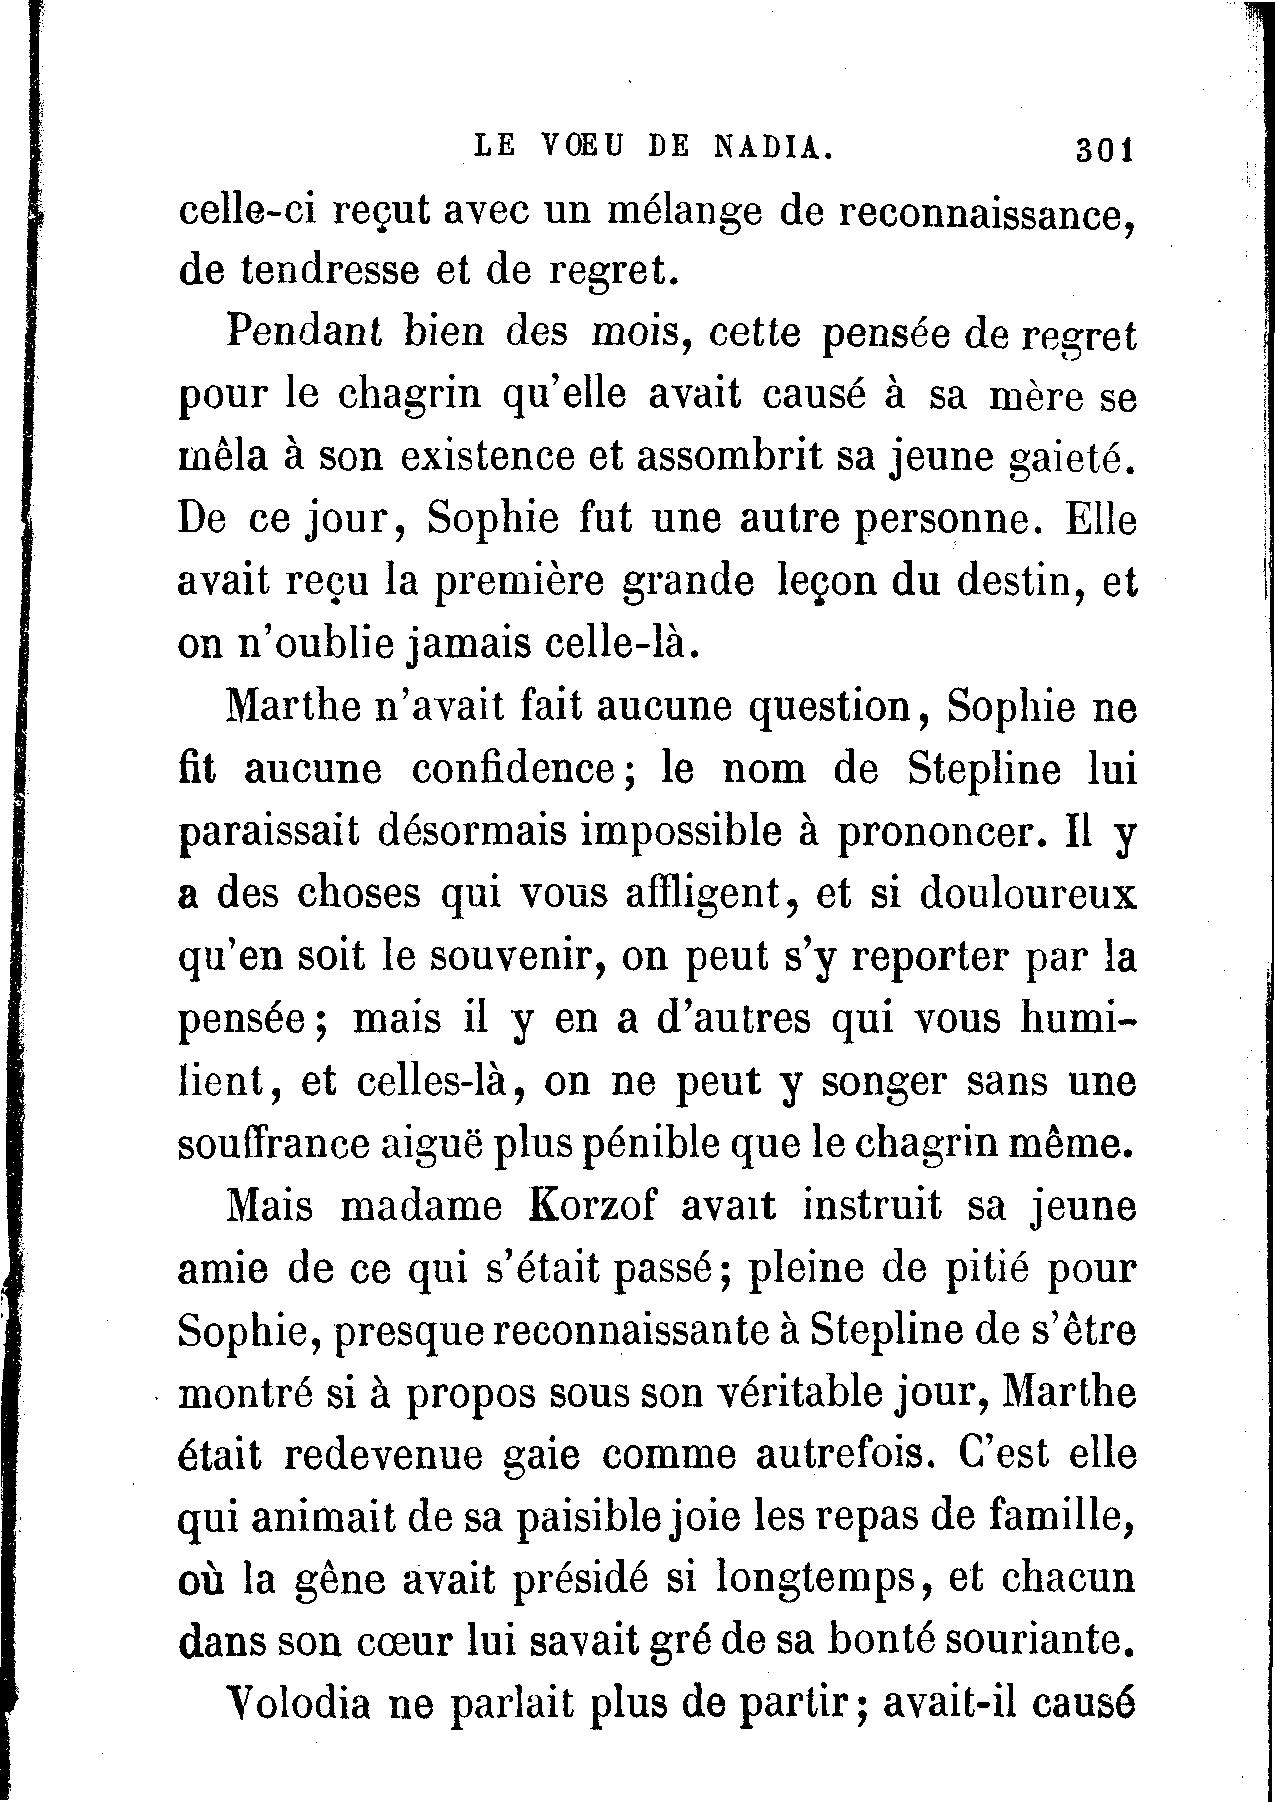 LE VŒU DE NADIA. 301
celle-ci reçut avec un mélange de reconnaissance,
de tendresse et de regret.
Pendant bien des mois, cette pensée de regret
pour le chagrin qu'elle avait causé à sa mère se
mêla à son existence et assombrit sa jeune gaieté.
De ce jour, Sophie fut une autre personne. Elle
avait reçu la première grande leçon du destin, et
on n'oublie jamais celle-là.
Marthe n'avait fait aucune question, Sophie ne
fit aucune confidence; le nom de Stepline lui
paraissait désormais impossible à prononcer. Il y
a des choses qui vous affligent, et si douloureux
qu'en soit le souvenir, on peut s'y reporter par la
pensée; mais il y en a d'autres qui vous humi-
lient, et celles-là, on ne peut y songer sans une
souffrance aiguë plus pénible que le chagrin même.
Mais madame Korzof avait instruit sa jeune
amie de ce qui s'était passé; pleine de pitié pour
Sophie, presque reconnaissante à Stepline de s'être
montré si à propos sous son véritable jour, Marthe
était redevenue gaie comme autrefois. C'est elle
qui animait de sa paisible joie les repas de famille,
où la gêne avait présidé si longtemps, et chacun
dans son cœur lui savait gré de sa bonté souriante.
Volodia ne parlait plus de partir; avait-il causé